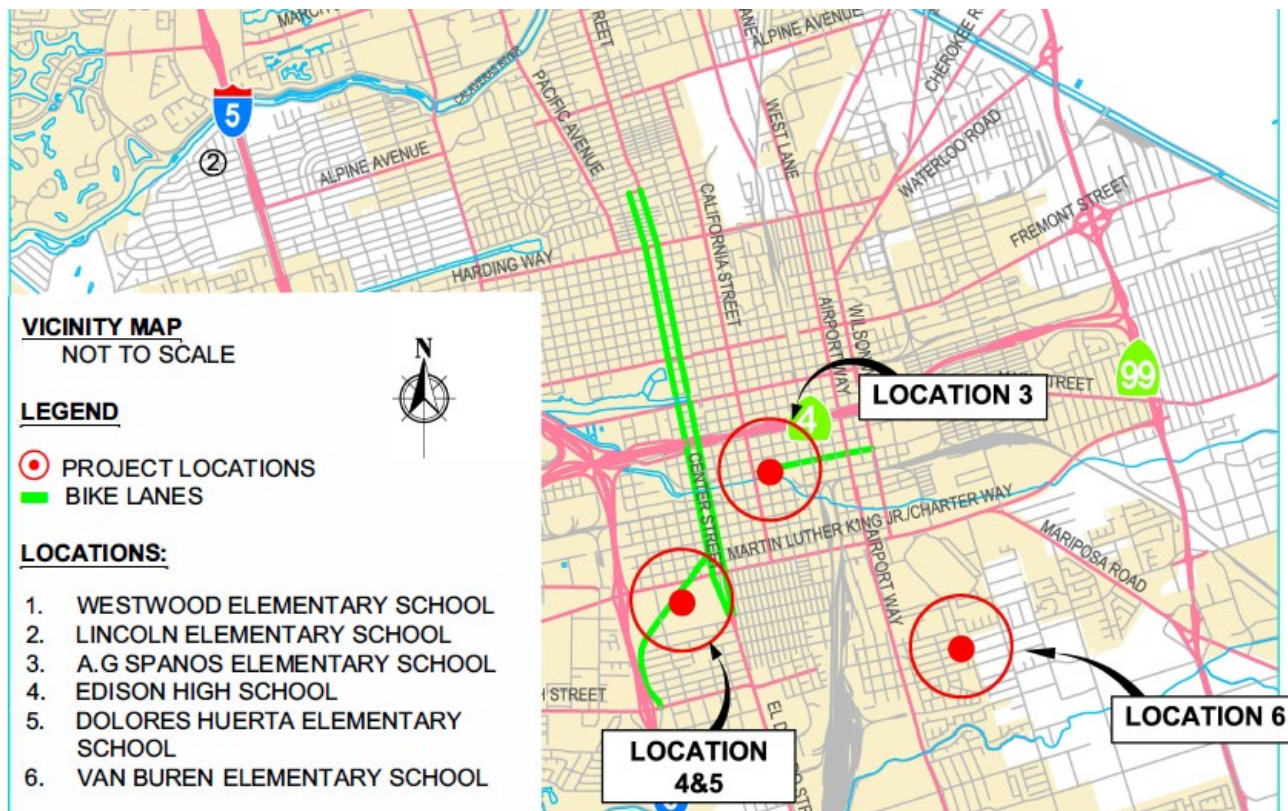 ALPINE AVENUE
CHEROKEE R
CALAVERAS RIVER
PACIFIC AVENUE
WEST LANE
5
2
ALPINE AVENUE
WATERLOO ROAD
CALIFORNIA STREET
FREMONT STREET
HARDING WAY
VICINITY MAP
NOT TO SCALE
N
AIRPORT WAY
WILSON
STREET
99
LOCATION 3
4
LEGEND
PROJECT LOCATIONS
BIKE LANES
CENTER STREET
MARTIN LUTHER KING JR./CHARTER WAY
MARIPOSA ROAD
AIRPORT WAY
LOCATIONS:
1. WESTWOOD ELEMENTARY SCHOOL
2. LINCOLN ELEMENTARY SCHOOL
3. A.G SPANOS ELEMENTARY SCHOOL
4. EDISON HIGH SCHOOL
5. DOLORES HUERTA ELEMENTARY
SCHOOL
6. VAN BUREN ELEMENTARY SCHOOL
H STREET
LOCATION
4&5
LOCATION 6